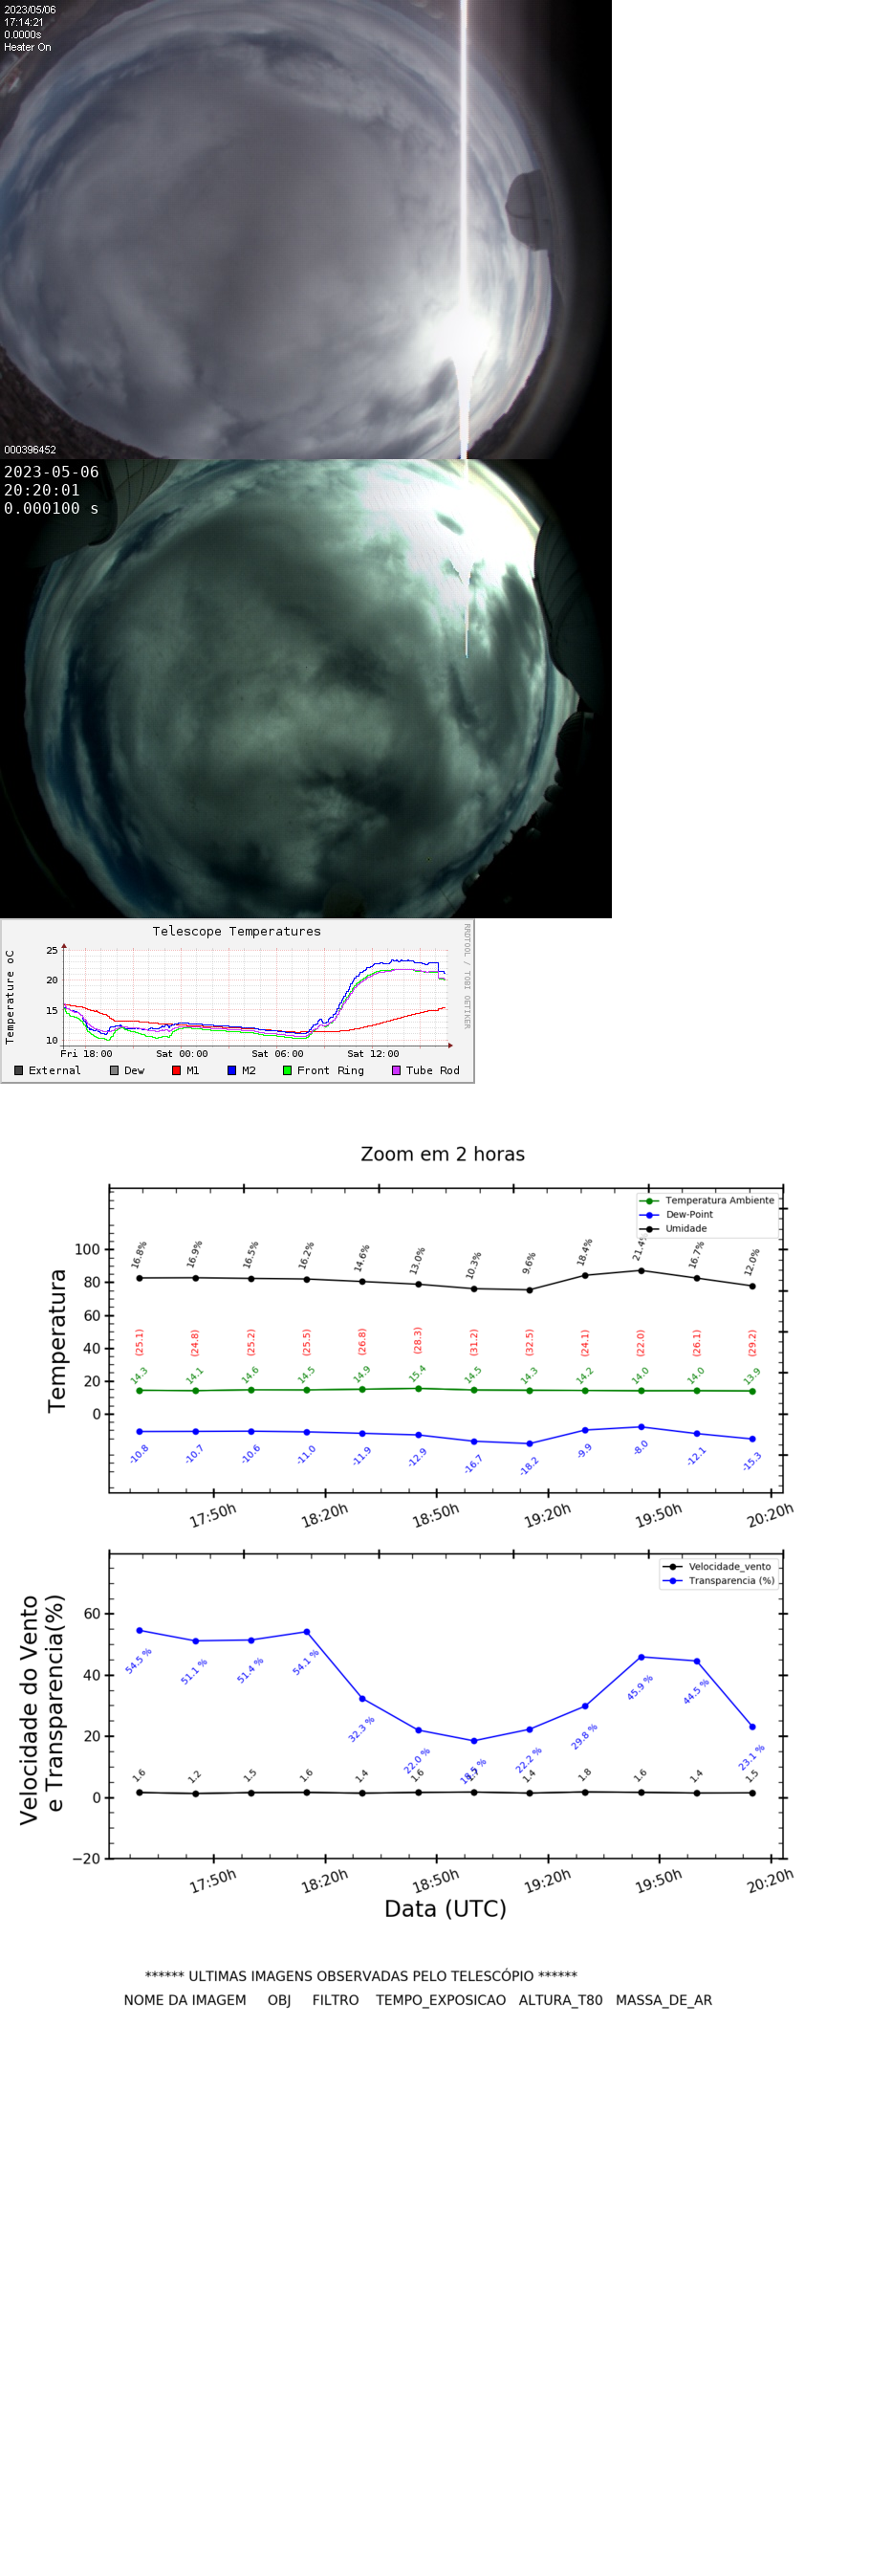 2023/05/06
17:14:21
0.0000s
Heater On
000396452
2023-05-06
20:20:01
0.000100 s
Telescope Temperatures
RRDTOOL / TOBI OETIKER
Temperature oC
25
20
15
10
Fri 18:00 Sat 00:00 Sat 06:00 Sat 12:00
External Dew M1 M2 Front Ring Tube Rod
Zoom em 2 horas
Temperatura Ambiente
Dew-Point
Umidade
Temperatura
100
80
60
40
20
0
16.8% 16.9% 16.5% 16.2% 14.6% 13.0% 10.3% 9.6% 18.4% 21.4% 16.7% 12.0%
(25.1) (24.8) (25.2) (25.5) (26.8) (28.3) (31.2) (32.5) (24.1) (22.0) (26.1) (29.2)
14.3 14.1 14.6 14.5 14.9 15.4 14.5 14.3 14.2 14.0 14.0 13.9
-10.8 -10.7 -10.6 -11.0 -11.9 -12.9 -16.7 -18.2 -9.9 -8.0 -12.1 -15.3
17:50h 18:20h 18:50h 19:20h 19:50h 20:20h
Velocidade_vento
Transparencia (%)
Velocidade do Vento
e Transparencia(%)
60
40
20
0
−20
54.5 % 51.1 % 51.4 % 54.1 % 32.3 % 22.0 % 22.2 % 29.8 % 45.9 % 44.5 % 23.1 %
1.6 1.2 1.5 1.6 1.4 1.6 1.4 1.8 1.6 1.4 1.5
17:50h 18:20h 18:50h 19:20h 19:50h 20:20h
Data (UTC)
****** ULTIMAS IMAGENS OBSERVADAS PELO TELESCÓPIO ******
NOME DA IMAGEM OBJ FILTRO TEMPO_EXPOSICAO ALTURA_T80 MASSA_DE_AR